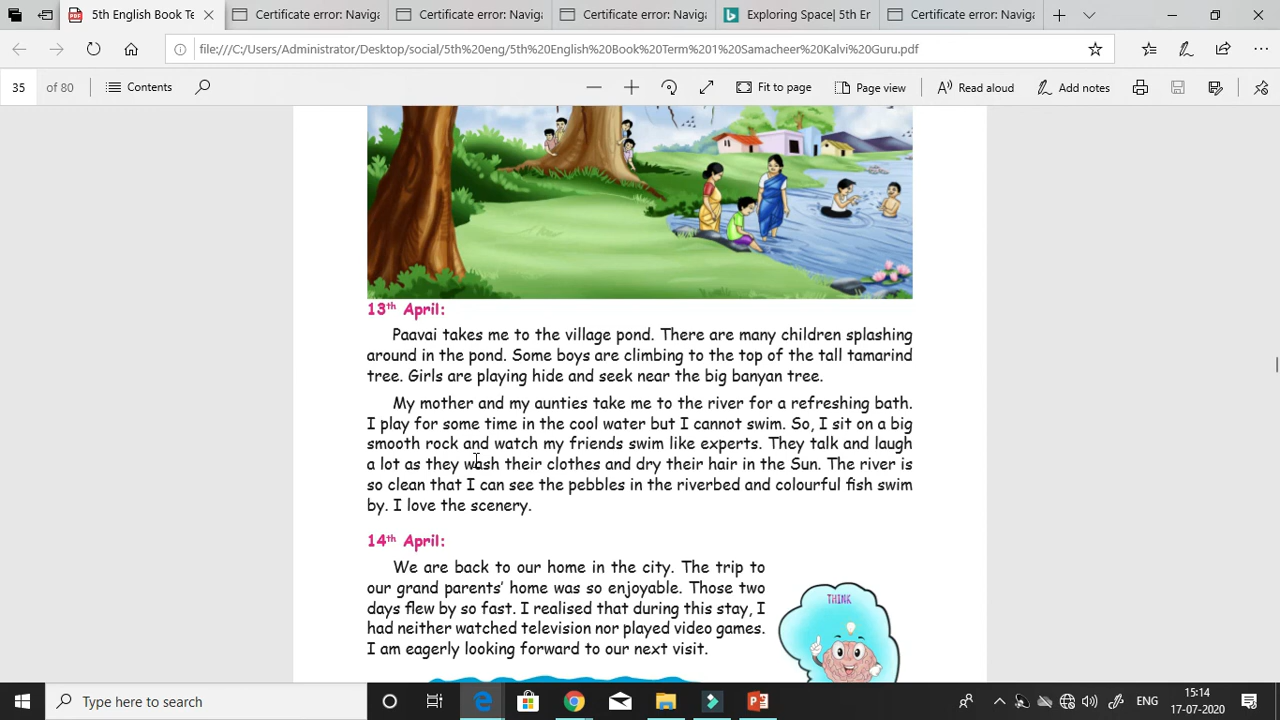 5th English Book Te
Certificate error: Naviga
Certificate error: Naviga
Certificate error: Naviga
Exploring Space| 5th Er
Certificate error: Naviga
file:///C:/Users/Administrator/Desktop/social/5th%20eng/5th%20English%20Book%20Term%201%20Samacheer%20Kalvi%20Guru.pdf
35 of 80 Contents Fit to page Page view Read aloud Add notes
13th April:
Paavai takes me to the village pond. There are many children splashing
around in the pond. Some boys are climbing to the top of the tall tamarind
tree. Girls are playing hide and seek near the big banyan tree.
My mother and my aunties take me to the river for a refreshing bath.
I play for some time in the cool water but I cannot swim. So, I sit on a big
smooth rock and watch my friends swim like experts. They talk and laugh
a lot as they wash their clothes and dry their hair in the Sun. The river is
so clean that I can see the pebbles in the riverbed and colourful fish swim
by. I love the scenery.
14th April:
We are back to our home in the city. The trip to
our grand parents’ home was so enjoyable. Those two
days flew by so fast. I realised that during this stay, I
had neither watched television nor played video games.
I am eagerly looking forward to our next visit.
THINK
Type here to search
ENG
15:14
17-07-2020